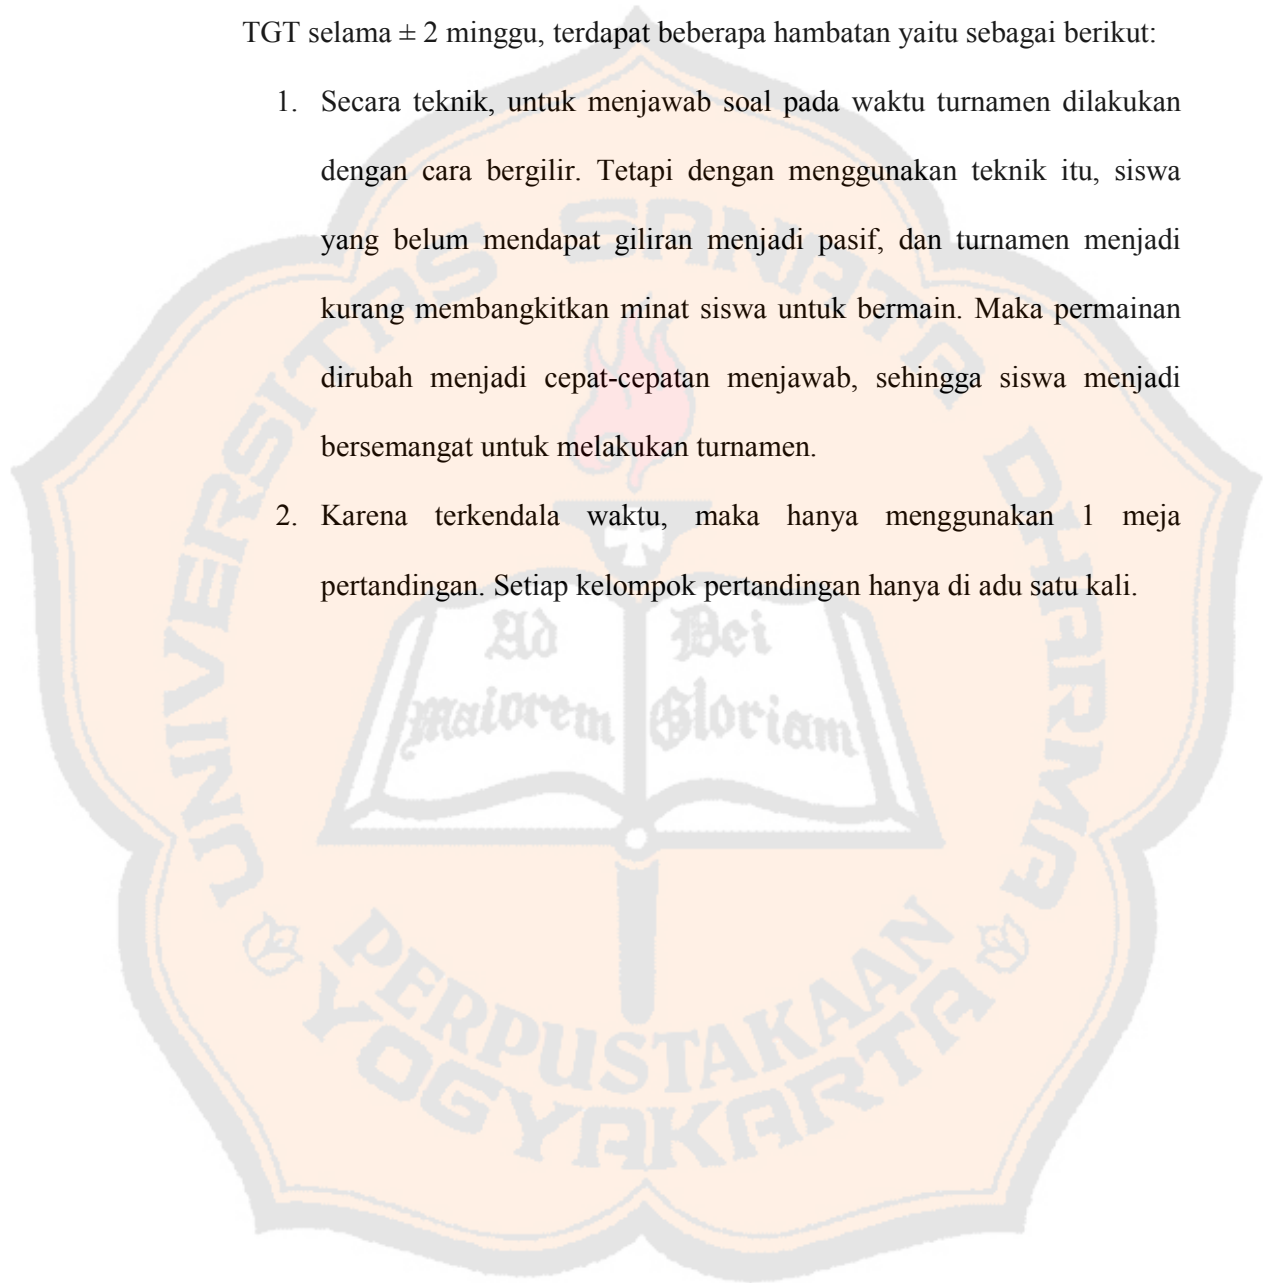 TGT selama ± 2 minggu, terdapat beberapa hambatan yaitu sebagai berikut:
1. Secara teknik, untuk menjawab soal pada waktu turnamen dilakukan
dengan cara bergilir. Tetapi dengan menggunakan teknik itu, siswa
yang belum mendapat giliran menjadi pasif, dan turnamen menjadi
kurang membangkitkan minat siswa untuk bermain. Maka permainan
dirubah menjadi cepat-cepatan menjawab, sehingga siswa menjadi
bersemangat untuk melakukan turnamen.
2. Karena terkendala waktu, maka hanya menggunakan 1 meja
pertandingan. Setiap kelompok pertandingan hanya di adu satu kali.
UNIVERSITAS SANATA DHARMA
Ad Dei
Maiorem Gloriam
PERPUSTAKAAN
YOGYAKARTA